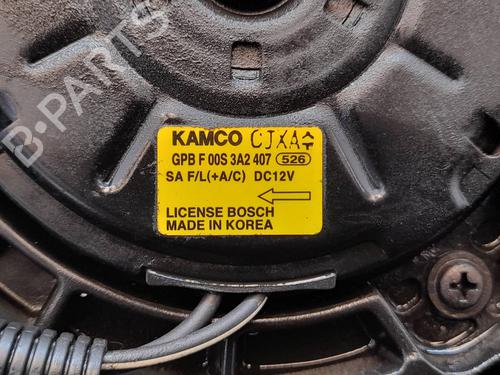 B-PARTS
KAMCO CJXA
GPB F 00S 3A2 407 526
SA F/L(+A/C) DC12V
LICENSE BOSCH
MADE IN KOREA